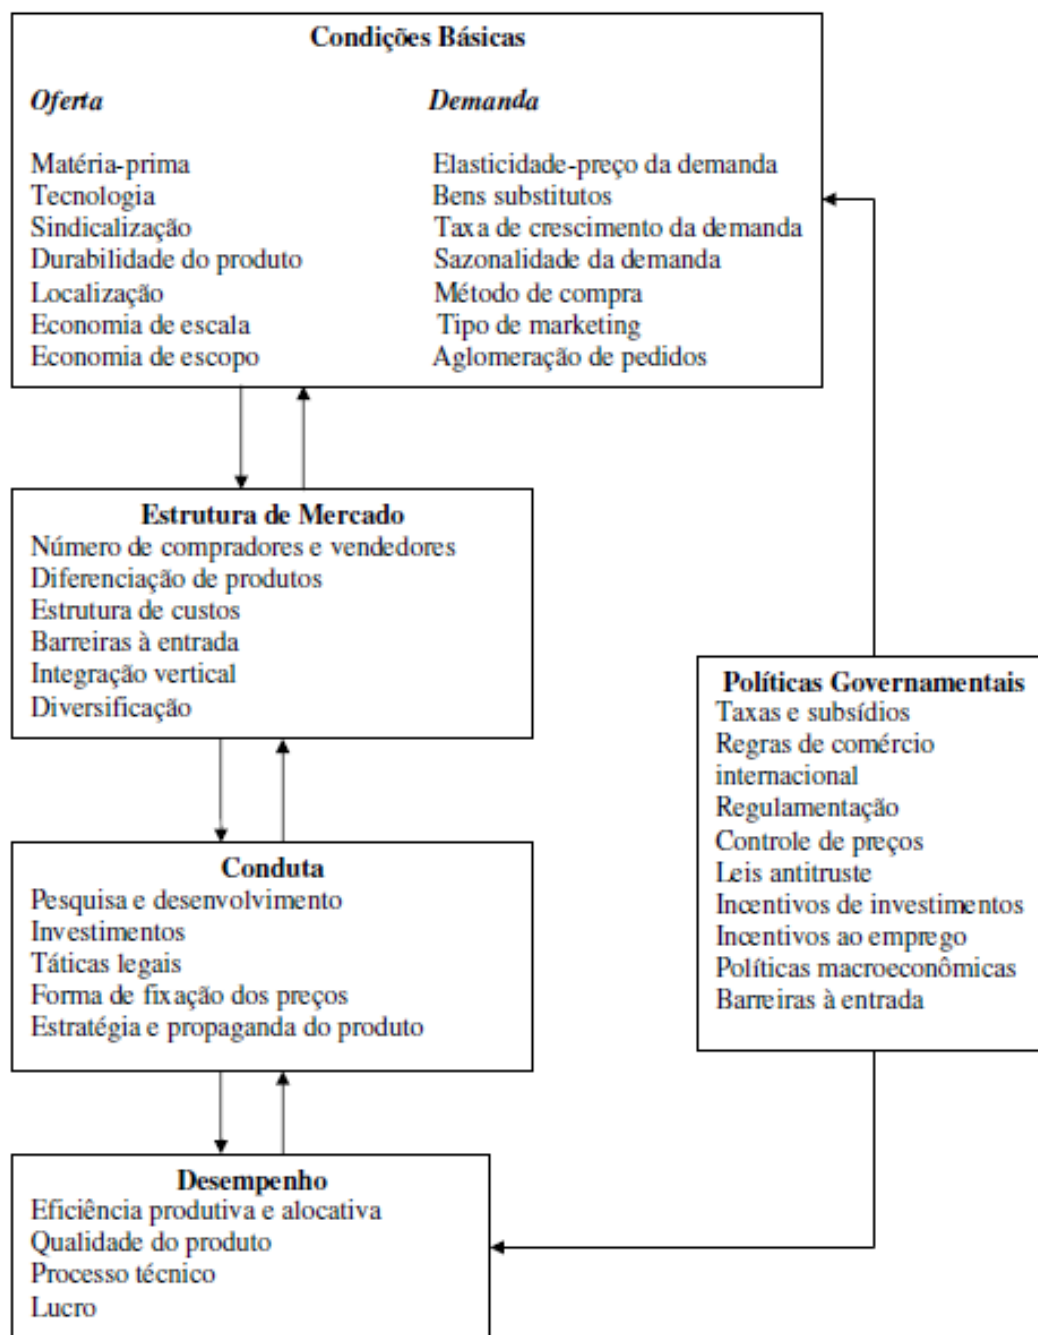 Condições Básicas
Oferta
Demanda
Matéria-prima
Tecnologia
Sindicalização
Durabilidade do produto
Localização
Economia de escala
Economia de escopo
Elasticidade-preço da demanda
Bens substitutos
Taxa de crescimento da demanda
Sazonalidade da demanda
Método de compra
Tipo de marketing
Aglomeração de pedidos
Estrutura de Mercado
Número de compradores e vendedores
Diferenciação de produtos
Estrutura de custos
Barreiras à entrada
Integração vertical
Diversificação
Conduta
Pesquisa e desenvolvimento
Investimentos
Táticas legais
Forma de fixação dos preços
Estratégia e propaganda do produto
Desempenho
Eficiência produtiva e alocativa
Qualidade do produto
Processo técnico
Lucro
Políticas Governamentais
Taxas e subsídios
Regras de comércio
internacional
Regulamentação
Controle de preços
Leis antitruste
Incentivos de investimentos
Incentivos ao emprego
Políticas macroeconômicas
Barreiras à entrada